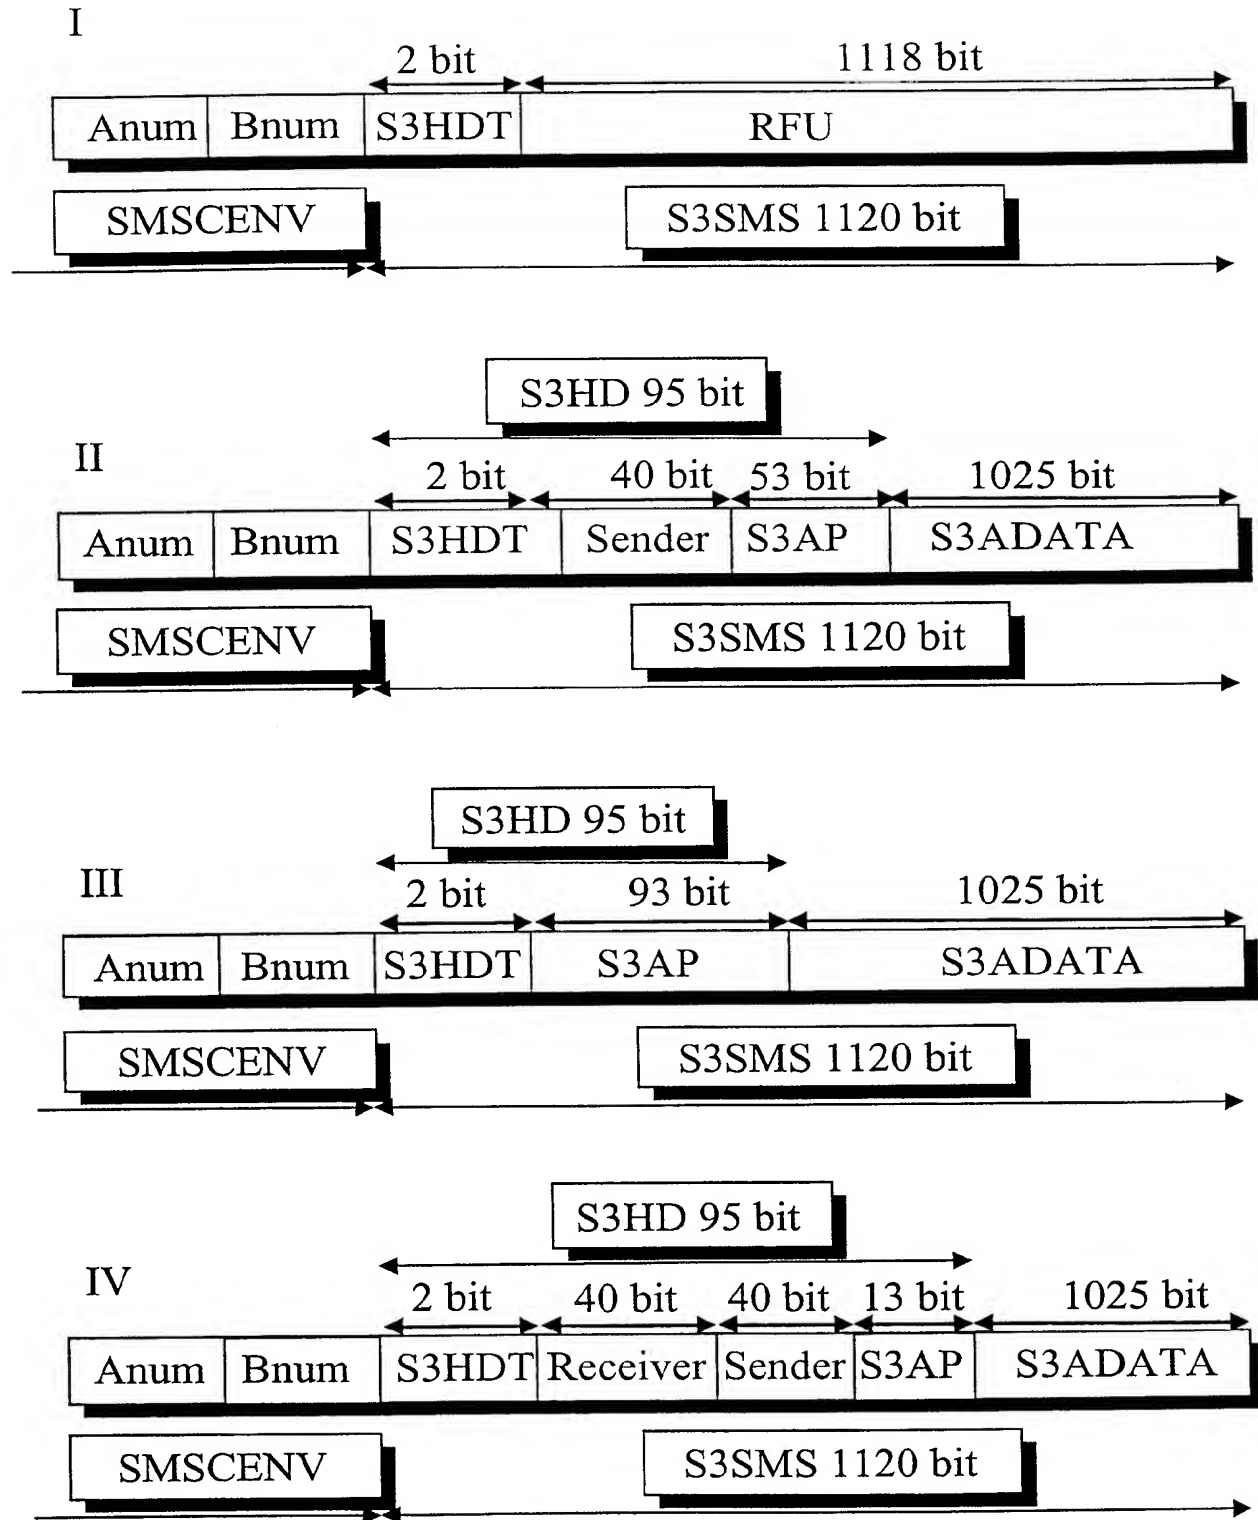 I
2 bit 1118 bit
Anum Bnum S3HDT RFU
SMSCENV S3SMS 1120 bit
S3HD 95 bit
II
2 bit 40 bit 53 bit 1025 bit
Anum Bnum S3HDT Sender S3AP S3ADATA
SMSCENV S3SMS 1120 bit
S3HD 95 bit
III
2 bit 93 bit 1025 bit
Anum Bnum S3HDT S3AP S3ADATA
SMSCENV S3SMS 1120 bit
S3HD 95 bit
IV
2 bit 40 bit 40 bit 13 bit 1025 bit
Anum Bnum S3HDT Receiver Sender S3AP S3ADATA
SMSCENV S3SMS 1120 bit